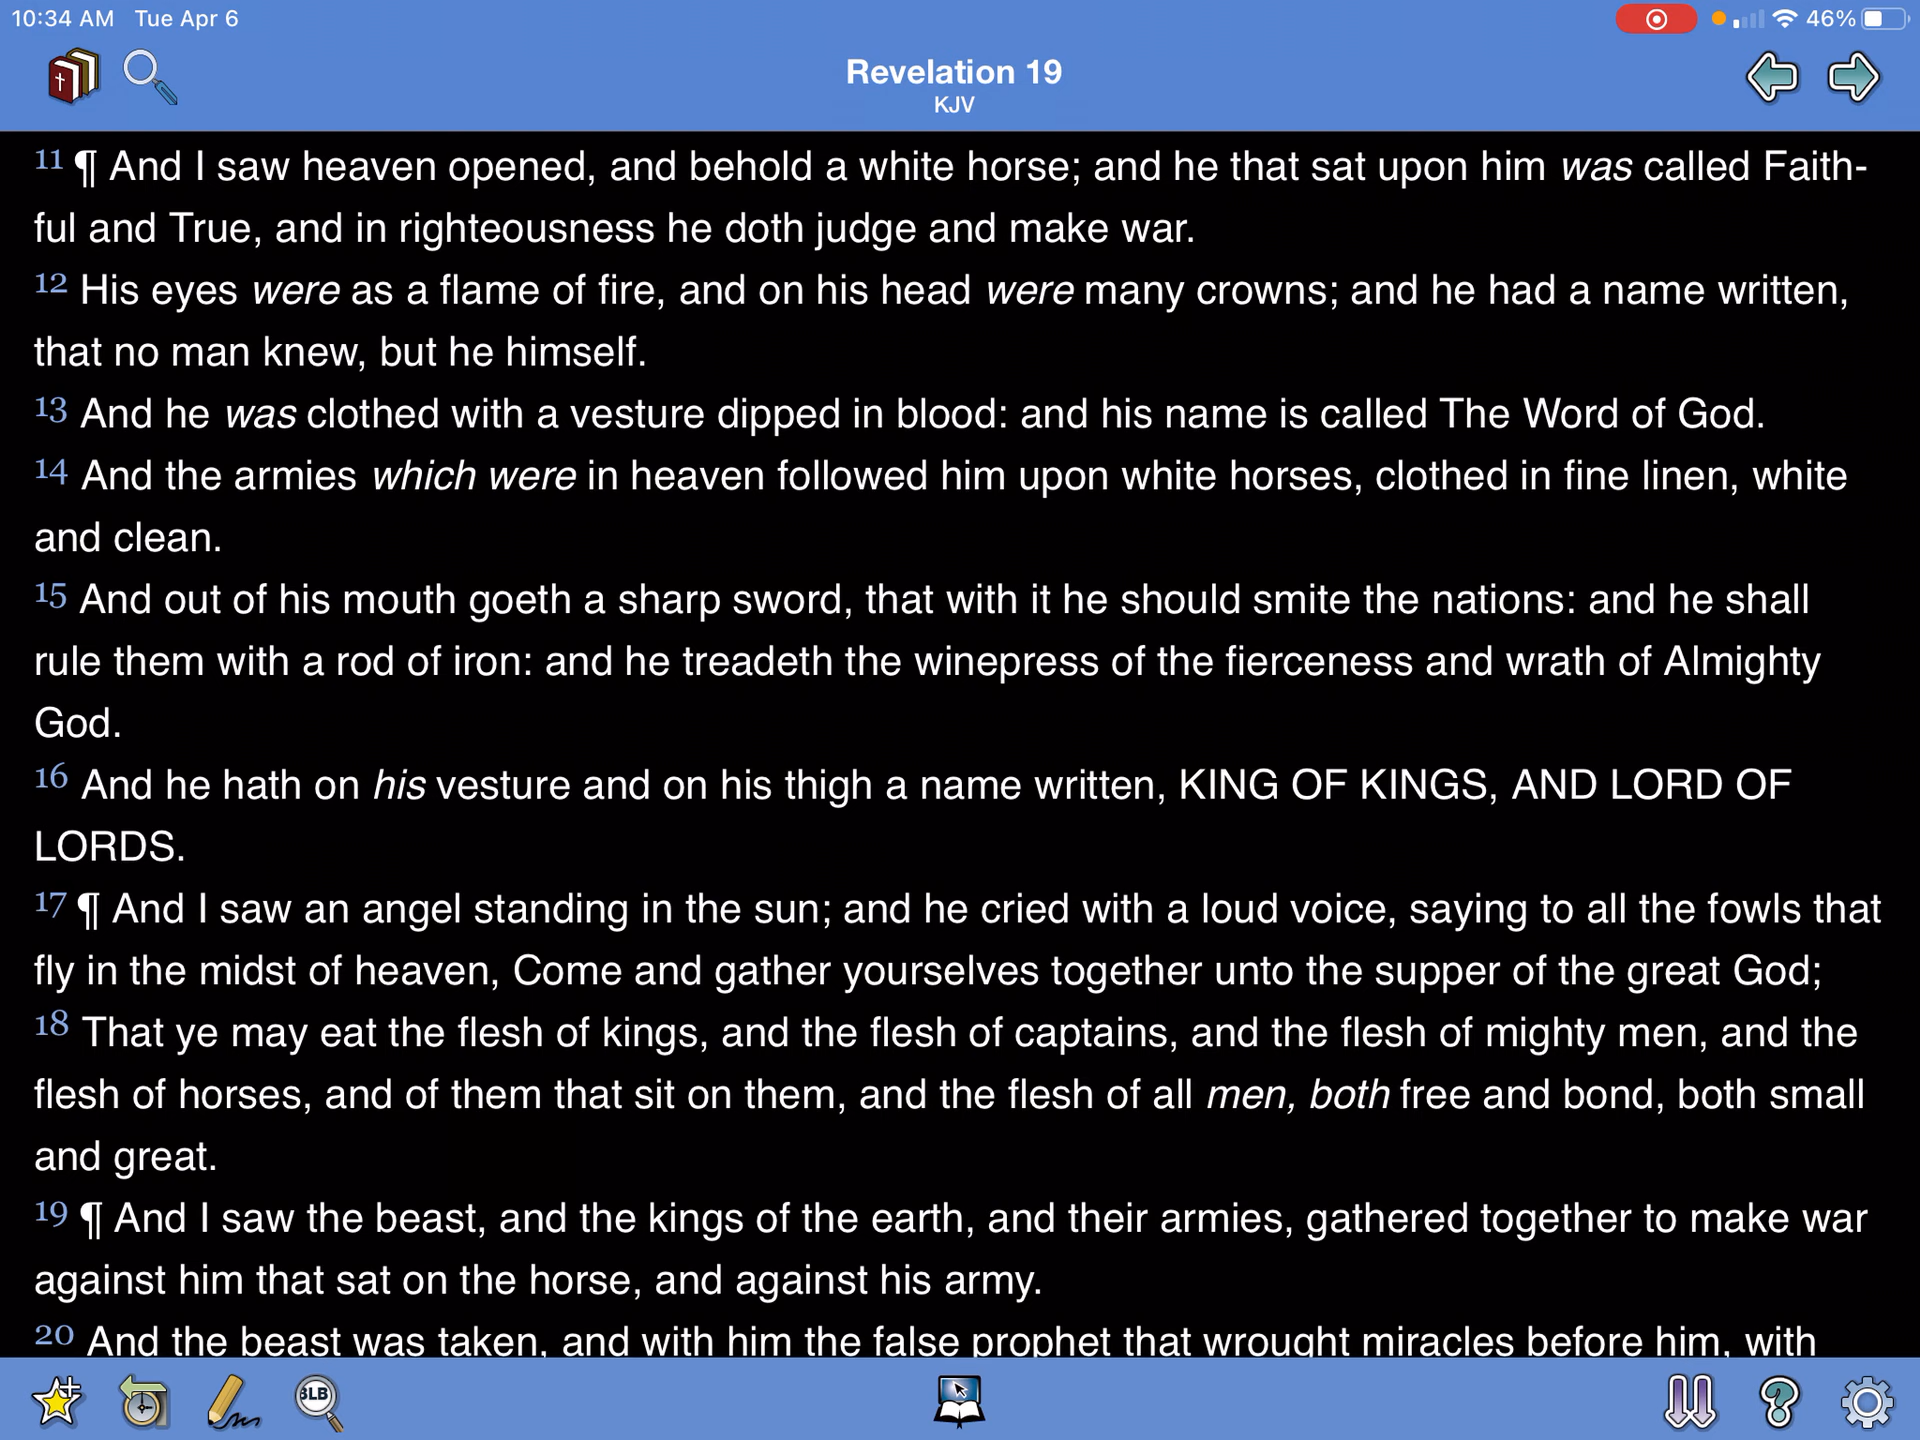 10:34 AM Tue Apr 6
46%
Revelation 19
KJV
11 ¶ And I saw heaven opened, and behold a white horse; and he that sat upon him was called Faith-
ful and True, and in righteousness he doth judge and make war.
12 His eyes were as a flame of fire, and on his head were many crowns; and he had a name written,
that no man knew, but he himself.
13 And he was clothed with a vesture dipped in blood: and his name is called The Word of God.
14 And the armies which were in heaven followed him upon white horses, clothed in fine linen, white
and clean.
15 And out of his mouth goeth a sharp sword, that with it he should smite the nations: and he shall
rule them with a rod of iron: and he treadeth the winepress of the fierceness and wrath of Almighty
God.
16 And he hath on his vesture and on his thigh a name written, KING OF KINGS, AND LORD OF
LORDS.
17 ¶ And I saw an angel standing in the sun; and he cried with a loud voice, saying to all the fowls that
fly in the midst of heaven, Come and gather yourselves together unto the supper of the great God;
18 That ye may eat the flesh of kings, and the flesh of captains, and the flesh of mighty men, and the
flesh of horses, and of them that sit on them, and the flesh of all men, both free and bond, both small
and great.
19 ¶ And I saw the beast, and the kings of the earth, and their armies, gathered together to make war
against him that sat on the horse, and against his army.
20 And the beast was taken, and with him the false prophet that wrought miracles before him, with
BLB